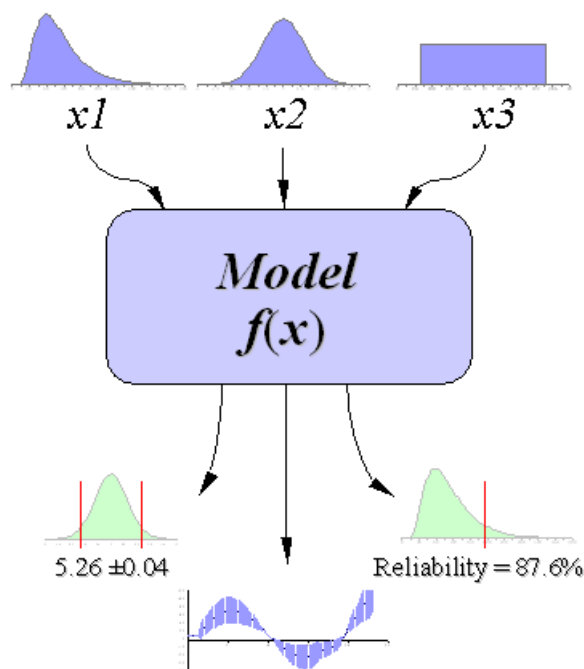 x1
x2
x3
Model
f(x)
5.26 ±0.04
Reliability = 87.6%